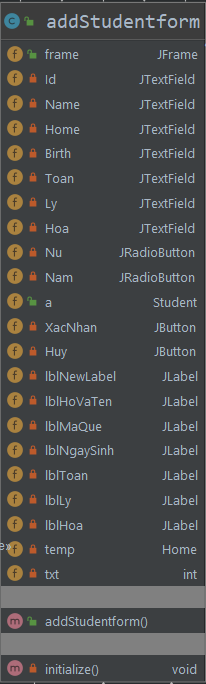 addStudentform
frame JFrame
Id JTextField
Name JTextField
Home JTextField
Birth JTextField
Toan JTextField
Ly JTextField
Hoa JTextField
Nu JRadioButton
Nam JRadioButton
a Student
XacNhan JButton
Huy JButton
lblNewLabel JLabel
lblHoVaTen JLabel
lblMaQue JLabel
lblNgaySinh JLabel
lblToan JLabel
lblLy JLabel
lblHoa JLabel
temp Home
txt int
addStudentform()
initialize() void